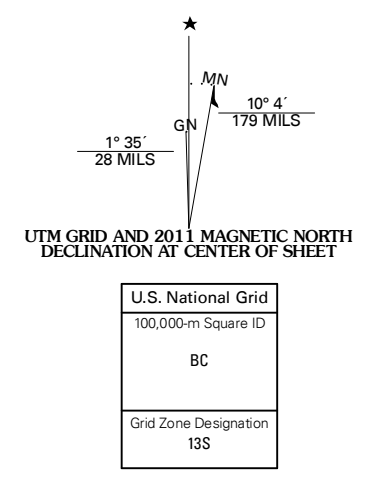 MN
10° 4´
179 MILS
GN
1° 35´
28 MILS
UTM GRID AND 2011 MAGNETIC NORTH
DECLINATION AT CENTER OF SHEET
U.S. National Grid
100,000-m Square ID
BC
Grid Zone Designation
13S